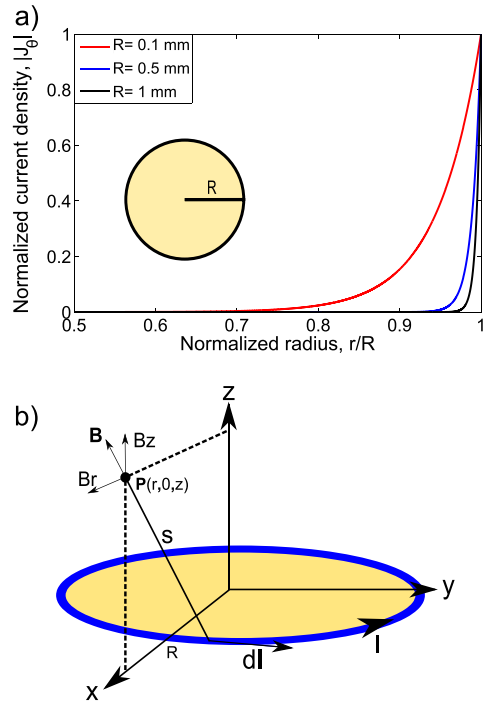 a)
Normalized current density, |J_θ|
R= 0.1 mm
R= 0.5 mm
R= 1 mm
R
1
0.8
0.6
0.4
0.2
0
0.5 0.6 0.7 0.8 0.9 1
Normalized radius, r/R
b)
z
B
Bz
Br
P(r,0,z)
s
y
R
I
dl
x